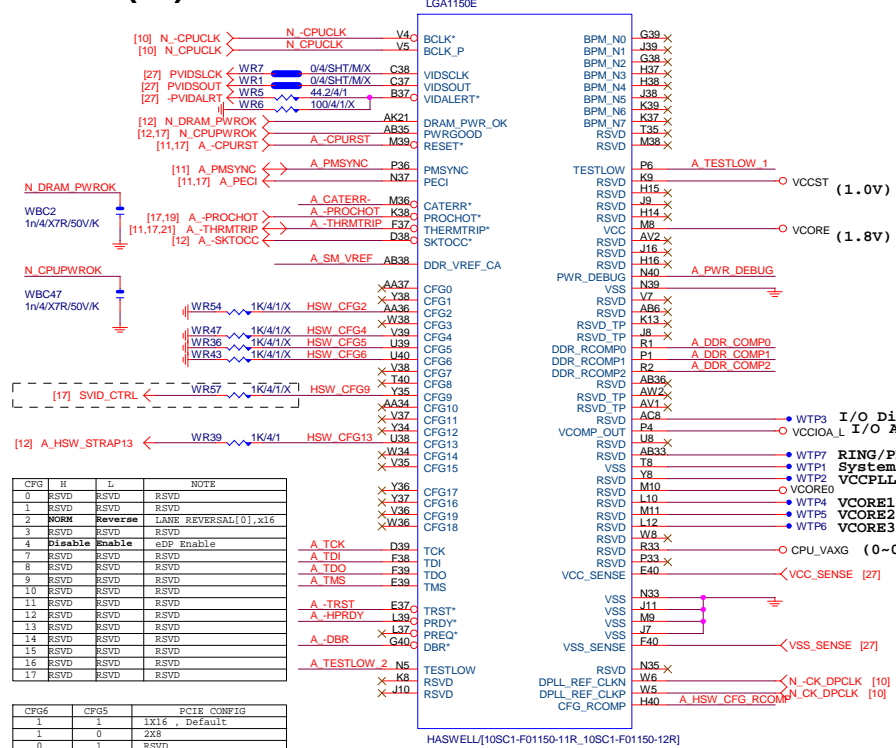 LGA1150E
[10] N_-CPUCLK N_-CPUCLK V4 BCLK* BPM_N0 G39
[10] N_CPUCLK N_CPUCLK V5 BCLK_P BPM_N1 J39
BPM_N2 G38
[27] PVIDSLCK WR7 0/4/SHT/M/X C38 VIDSCLK BPM_N3 H37
[27] PVIDSOUT WR1 0/4/SHT/M/X C37 VIDSOUT BPM_N4 H38
[27] -PVIDALRT WR5 44.2/4/1 B37 VIDALERT* BPM_N5 J38
WR6 100/4/1/X BPM_N6 K39
[12] N_DRAM_PWROK AK21 DRAM_PWR_OK BPM_N7 K37
[12,17] N_CPUPWROK AB35 PWRGOOD RSVD T35
[11,17] A_-CPURST A_-CPURST M39 RESET* RSVD M38
[11] A_PMSYNC A_PMSYNC P36 PMSYNC TESTLOW P6 A_TESTLOW_1
[11,17] A_PECI N37 PECI RSVD K9 VCCST (1.0V)
RSVD H15
A_CATERR- M36 CATERR* RSVD J9
[17,19] A_-PROCHOT A_-PROCHOT K38 PROCHOT* RSVD H14
[11,17,21] A_-THRMTRIP A_-THRMTRIP F37 THERMTRIP* VCC M8 VCORE (1.8V)
[12] A_-SKTOCC D38 SKTOCC* RSVD AV2
RSVD J16
A_SM_VREF AB38 DDR_VREF_CA RSVD H16
PWR_DEBUG N40 A_PWR_DEBUG
N_DRAM_PWROK
WBC2
1n/4/X7R/50V/K
N_CPUPWROK
WBC47
1n/4/X7R/50V/K
AA37 CFG0 VSS N39
Y38 CFG1 RSVD V7
WR54 1K/4/1/X HSW_CFG2 AA36 CFG2 RSVD AB6
W38 CFG3 RSVD_TP K13
WR47 1K/4/1/X HSW_CFG4 V39 CFG4 RSVD_TP J8
WR36 1K/4/1/X HSW_CFG5 U39 CFG5 DDR_RCOMP0 R1 A_DDR_COMP0
WR43 1K/4/1/X HSW_CFG6 U40 CFG6 DDR_RCOMP1 P1 A_DDR_COMP1
V38 CFG7 DDR_RCOMP2 R2 A_DDR_COMP2
T40 CFG8 RSVD AB36
[17] SVID_CTRL WR57 1K/4/1/X HSW_CFG9 Y35 CFG9 RSVD_TP AW2
AA34 CFG10 RSVD_TP AV1
V37 CFG11 RSVD AC8 WTP3 I/O Di
Y34 CFG12 VCOMP_OUT P4 VCCIOA_L I/O A
[12] A_HSW_STRAP13 WR39 1K/4/1 HSW_CFG13 U38 CFG13 RSVD U8
W34 CFG14 RSVD AB33 WTP7 RING/P
V35 CFG15 VSS T8 WTP1 System
RSVD Y8 WTP2 VCCPLL
Y36 CFG16 RSVD M10 VCORE0
Y37 CFG17 RSVD L10 WTP4 VCORE1
V36 CFG19 RSVD M11 WTP5 VCORE2
W36 CFG18 RSVD L12 WTP6 VCORE3
RSVD W8
A_TCK D39 TCK RSVD R33 CPU_VAXG (0~0
A_TDI F38 TDI RSVD P33
A_TDO F39 TDO VCC_SENSE E40 VCC_SENSE [27]
A_TMS E39 TMS
A_-TRST E37 TRST* VSS N33
A_-HPRDY L39 PRDY* VSS J11
L37 PREQ* VSS M9
A_-DBR G40 DBR* VSS J7
VSS_SENSE F40 VSS_SENSE [27]
A_TESTLOW_2 N5 TESTLOW RSVD N35
K8 RSVD DPLL_REF_CLKN W6 N_-CK_DPCLK [10]
J10 RSVD DPLL_REF_CLKP W5 N_CK_DPCLK [10]
CFG_RCOMP H40 A_HSW_CFG_RCOMP
HASWELL/[10SC1-F01150-11R_10SC1-F01150-12R]
CFG H L NOTE
0 RSVD RSVD RSVD
1 RSVD RSVD RSVD
2 NORM Reverse LANE REVERSAL[0],x16
3 RSVD RSVD RSVD
4 Disable Enable eDP Enable
7 RSVD RSVD RSVD
8 RSVD RSVD RSVD
9 RSVD RSVD RSVD
10 RSVD RSVD RSVD
11 RSVD RSVD RSVD
12 RSVD RSVD RSVD
13 RSVD RSVD RSVD
14 RSVD RSVD RSVD
15 RSVD RSVD RSVD
16 RSVD RSVD RSVD
17 RSVD RSVD RSVD
CFG6 CFG5 PCIE CONFIG
1 1 1X16 , Default
1 0 2X8
0 1 RSVD